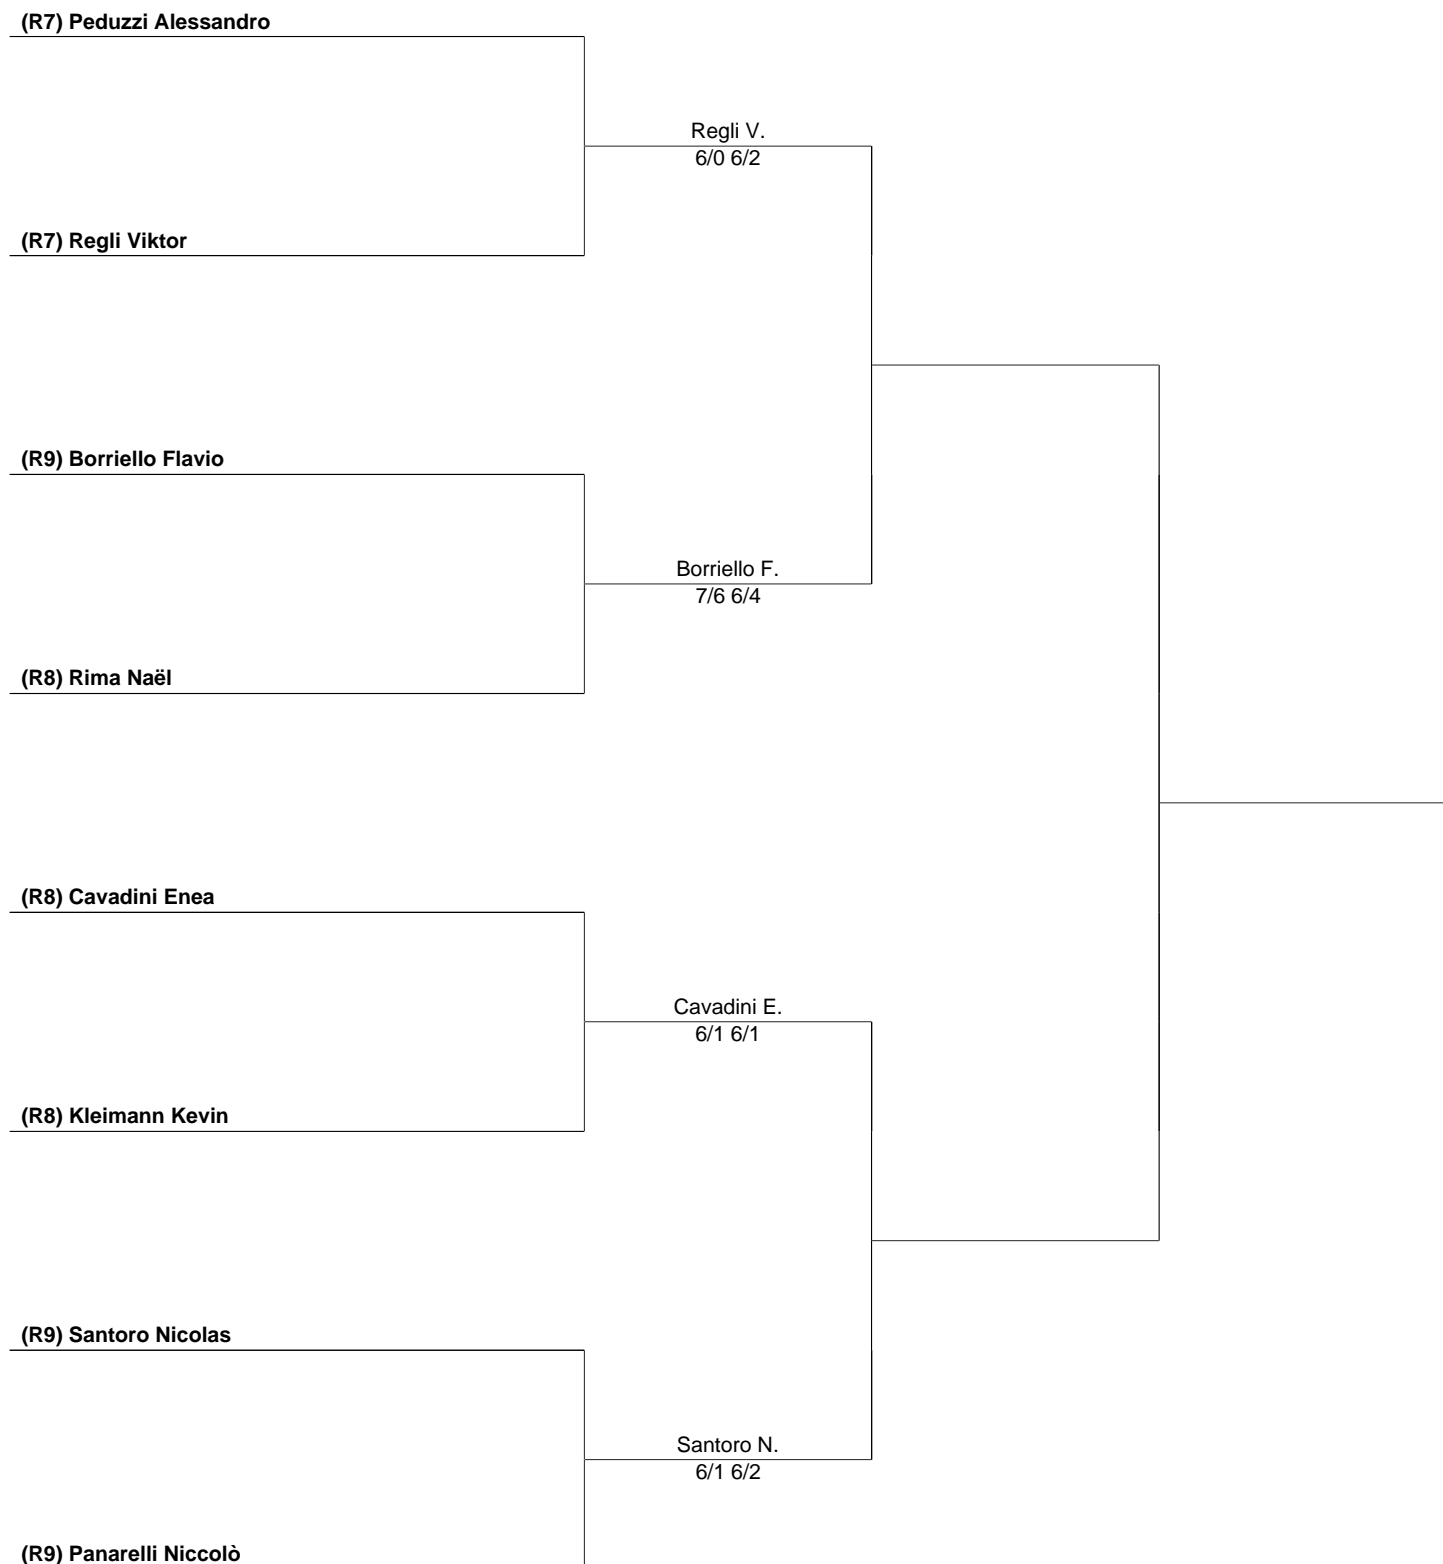 (R7) Peduzzi Alessandro
Regli V.
6/0 6/2
(R7) Regli Viktor
(R9) Borriello Flavio
Borriello F.
7/6 6/4
(R8) Rima Naël
(R8) Cavadini Enea
Cavadini E.
6/1 6/1
(R8) Kleimann Kevin
(R9) Santoro Nicolas
Santoro N.
6/1 6/2
(R9) Panarelli Niccolò